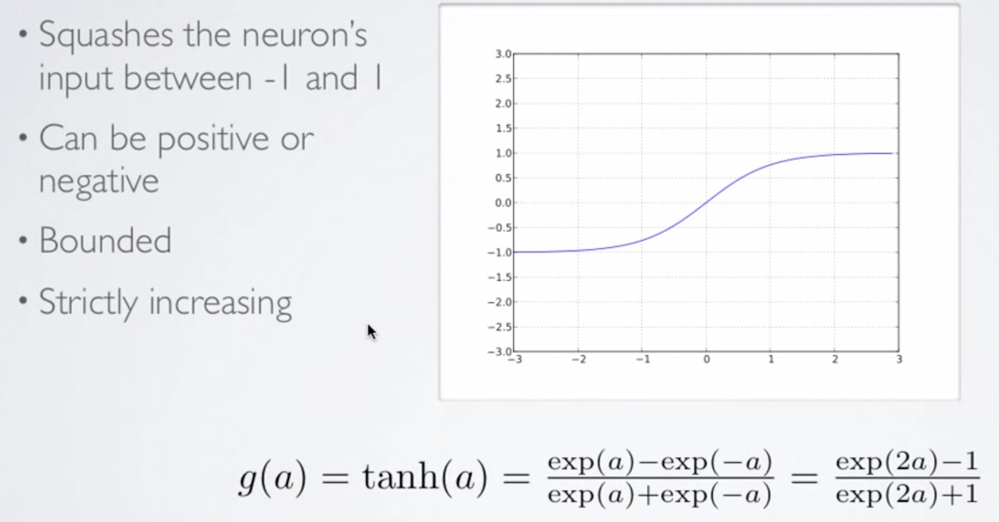 • Squashes the neuron's
input between -1 and 1
• Can be positive or
negative
• Bounded
• Strictly increasing
3.0
2.5
2.0
1.5
1.0
0.5
0.0
−0.5
−1.0
−1.5
−2.0
−2.5
−3.0
−3 −2 −1 0 1 2 3
g(a) = tanh(a) = exp(a)−exp(−a) / exp(a)+exp(−a) = exp(2a)−1 / exp(2a)+1